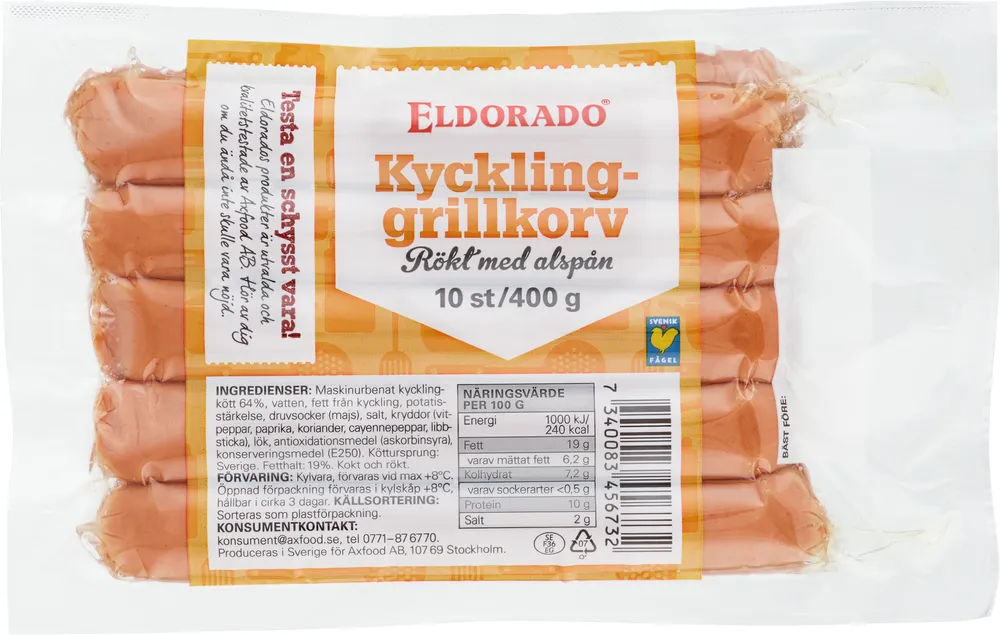 ELDORADO®
Kyckling-
grillkorv
Rökt med alspån
10 st/400 g
Testa en schysst vara!
Eldorados produkter är utvalda och
kvalitetstestade av Axfood AB. Hör av dig
om du ändå inte skulle vara nöjd.
SVENSK
FÅGEL
INGREDIENSER: Maskinurbenat kyckling-
kött 64%, vatten, fett från kyckling, potatis-
stärkelse, druvsocker (majs), salt, kryddor (vit-
peppar, paprika, koriander, cayennepeppar, libb-
sticka), lök, antioxidationsmedel (askorbinsyra),
konserveringsmedel (E250). Köttursprung:
Sverige. Fetthalt: 19%. Kokt och rökt.
FÖRVARING: Kylvara, förvaras vid max +8°C.
Öppnad förpackning förvaras i kylskåp +8°C,
hållbar i cirka 3 dagar. KÄLLSORTERING:
Sorteras som plastförpackning.
KONSUMENTKONTAKT:
konsument@axfood.se, tel 0771-876770.
Produceras i Sverige för Axfood AB, 107 69 Stockholm.
NÄRINGSVÄRDE
PER 100 G
Energi 1000 kJ/
240 kcal
Fett 19 g
varav mättat fett 6,2 g
Kolhydrat 7,2 g
varav sockerarter <0,5 g
Protein 10 g
Salt 2 g
SE
F36
EG
07
7 340083 456732
BÄST FÖRE: